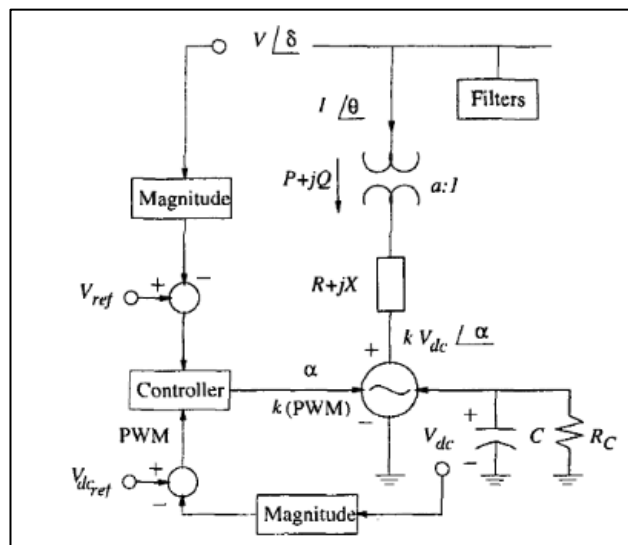 V /δ
I /θ
Filters
P+jQ
a:1
Magnitude
V_ref + −
R+jX
k V_dc /α
+
Controller
α
k (PWM)
−
PWM
V_dc
+
−
C
R_C
V_dc_ref + −
Magnitude